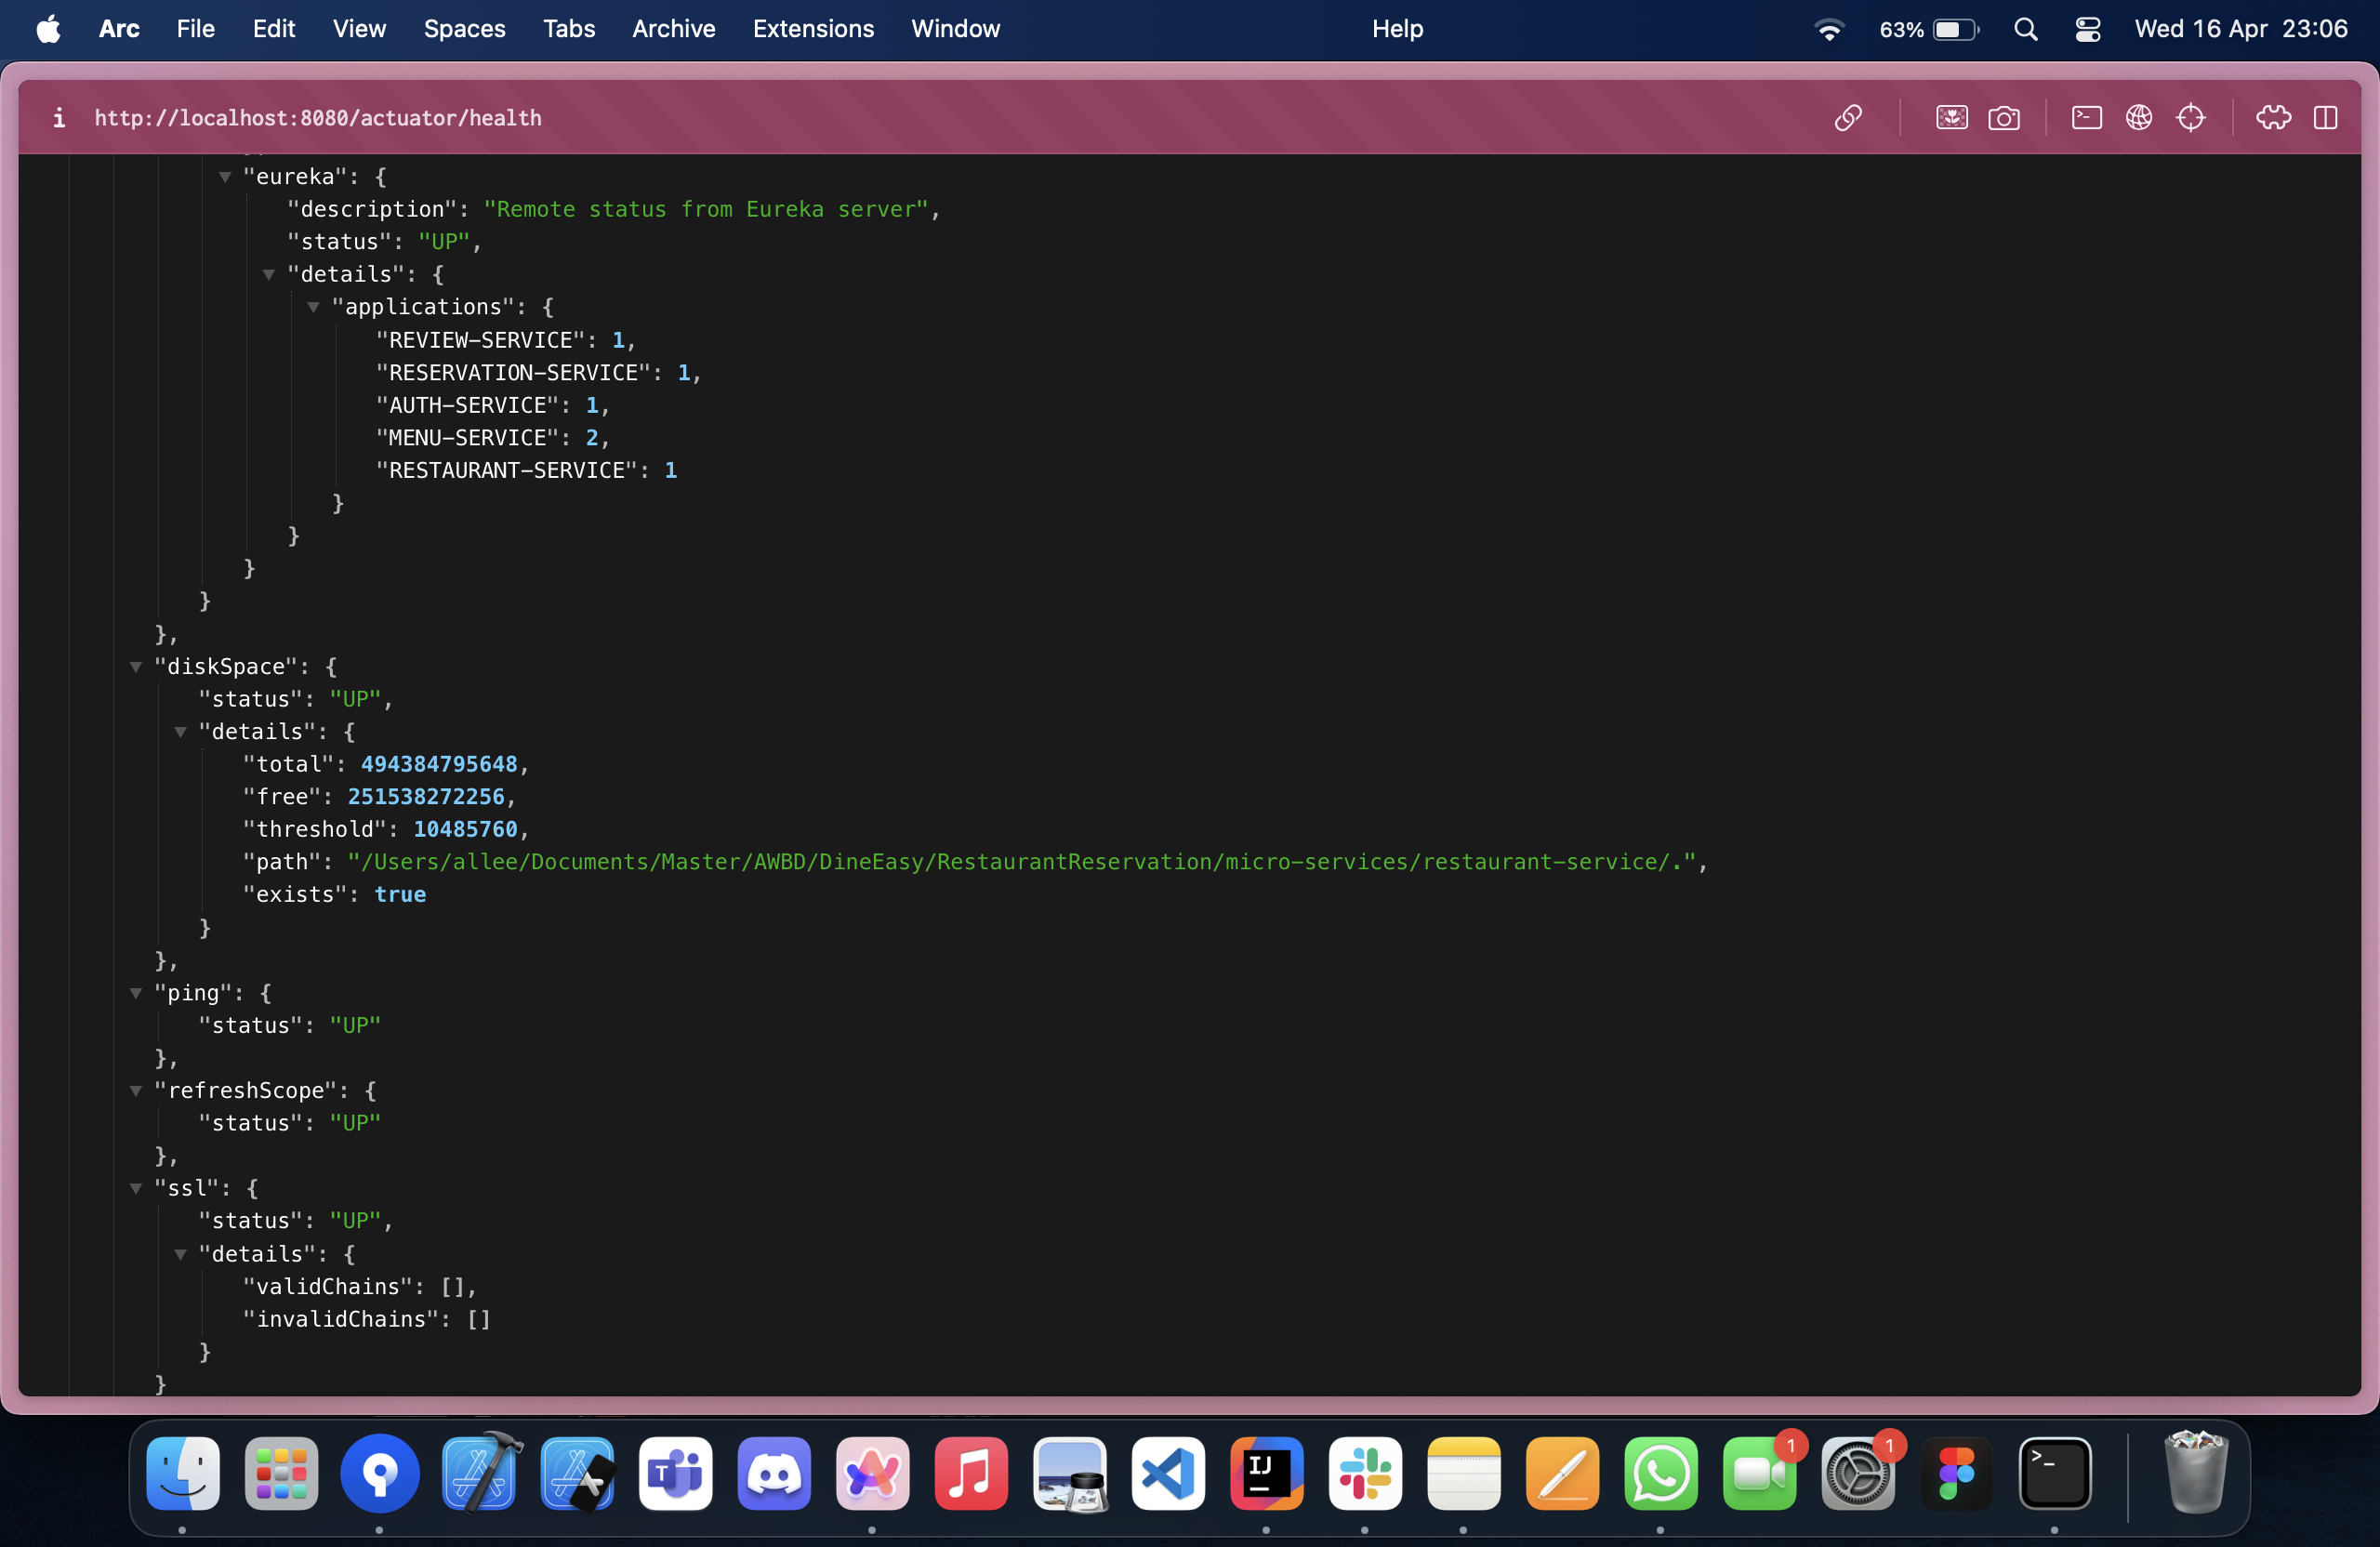 Arc File Edit View Spaces Tabs Archive Extensions Window Help 63% Wed 16 Apr 23:06
i http://localhost:8080/actuator/health
"eureka": {
"description": "Remote status from Eureka server",
"status": "UP",
"details": {
"applications": {
"REVIEW-SERVICE": 1,
"RESERVATION-SERVICE": 1,
"AUTH-SERVICE": 1,
"MENU-SERVICE": 2,
"RESTAURANT-SERVICE": 1
}
}
}
}
},
"diskSpace": {
"status": "UP",
"details": {
"total": 494384795648,
"free": 251538272256,
"threshold": 10485760,
"path": "/Users/allee/Documents/Master/AWBD/DineEasy/RestaurantReservation/micro-services/restaurant-service/.",
"exists": true
}
},
"ping": {
"status": "UP"
},
"refreshScope": {
"status": "UP"
},
"ssl": {
"status": "UP",
"details": {
"validChains": [],
"invalidChains": []
}
}
T IJ 1 1 >_